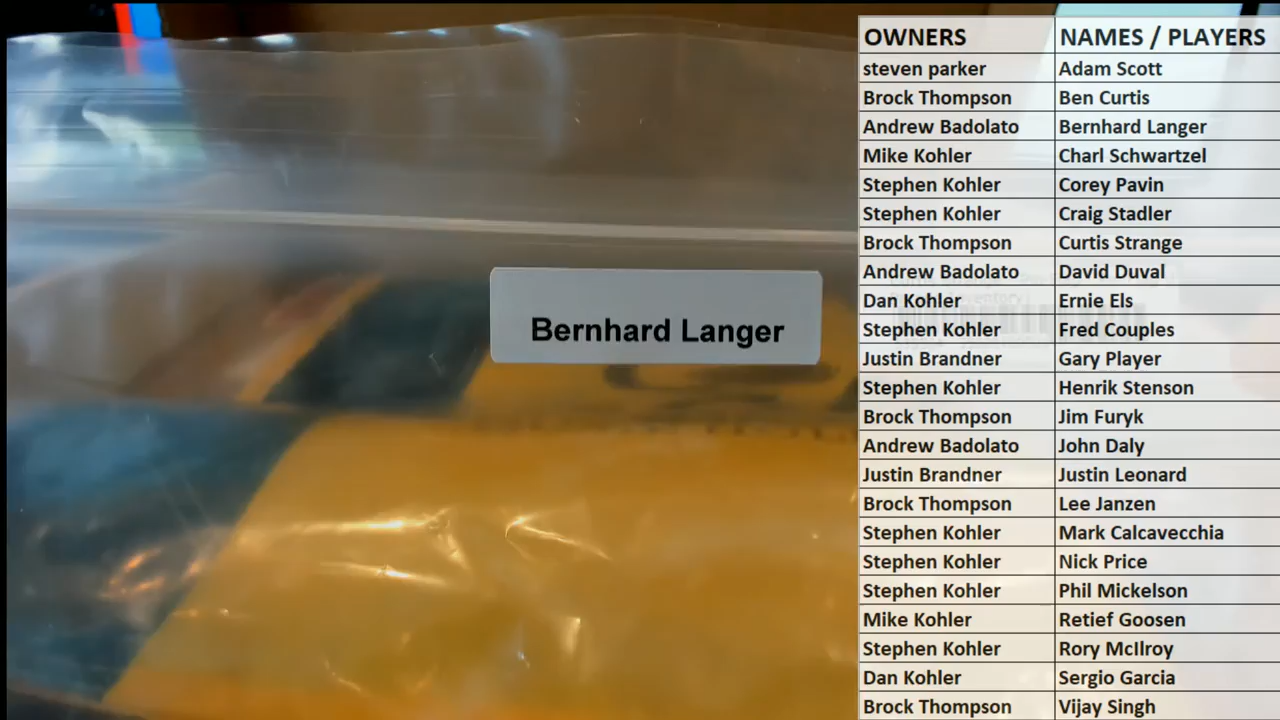 Bernhard Langer
OWNERS NAMES / PLAYERS
steven parker Adam Scott
Brock Thompson Ben Curtis
Andrew Badolato Bernhard Langer
Mike Kohler Charl Schwartzel
Stephen Kohler Corey Pavin
Stephen Kohler Craig Stadler
Brock Thompson Curtis Strange
Andrew Badolato David Duval
Dan Kohler Ernie Els
Stephen Kohler Fred Couples
Justin Brandner Gary Player
Stephen Kohler Henrik Stenson
Brock Thompson Jim Furyk
Andrew Badolato John Daly
Justin Brandner Justin Leonard
Brock Thompson Lee Janzen
Stephen Kohler Mark Calcavecchia
Stephen Kohler Nick Price
Stephen Kohler Phil Mickelson
Mike Kohler Retief Goosen
Stephen Kohler Rory McIlroy
Dan Kohler Sergio Garcia
Brock Thompson Vijay Singh